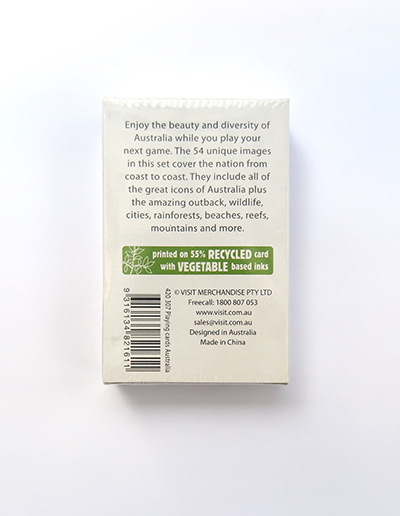 Enjoy the beauty and diversity of
Australia while you play your
next game. The 54 unique images
in this set cover the nation from
coast to coast. They include all of
the great icons of Australia plus
the amazing outback, wildlife,
cities, rainforests, beaches, reefs,
mountains and more.
printed on 55% RECYCLED card
with VEGETABLE based inks
9 316134 821611
420 307 Playing cards Australia
© VISIT MERCHANDISE PTY LTD
Freecall: 1800 807 053
www.visit.com.au
sales@visit.com.au
Designed in Australia
Made in China